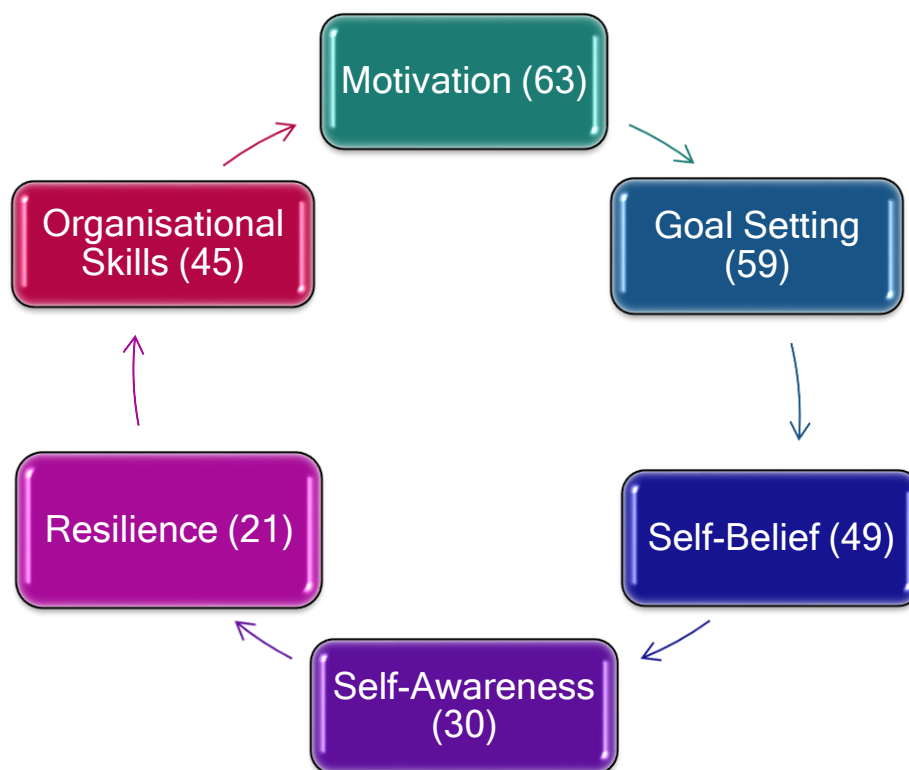 Motivation (63)
Goal Setting
(59)
Self-Belief (49)
Self-Awareness
(30)
Resilience (21)
Organisational
Skills (45)